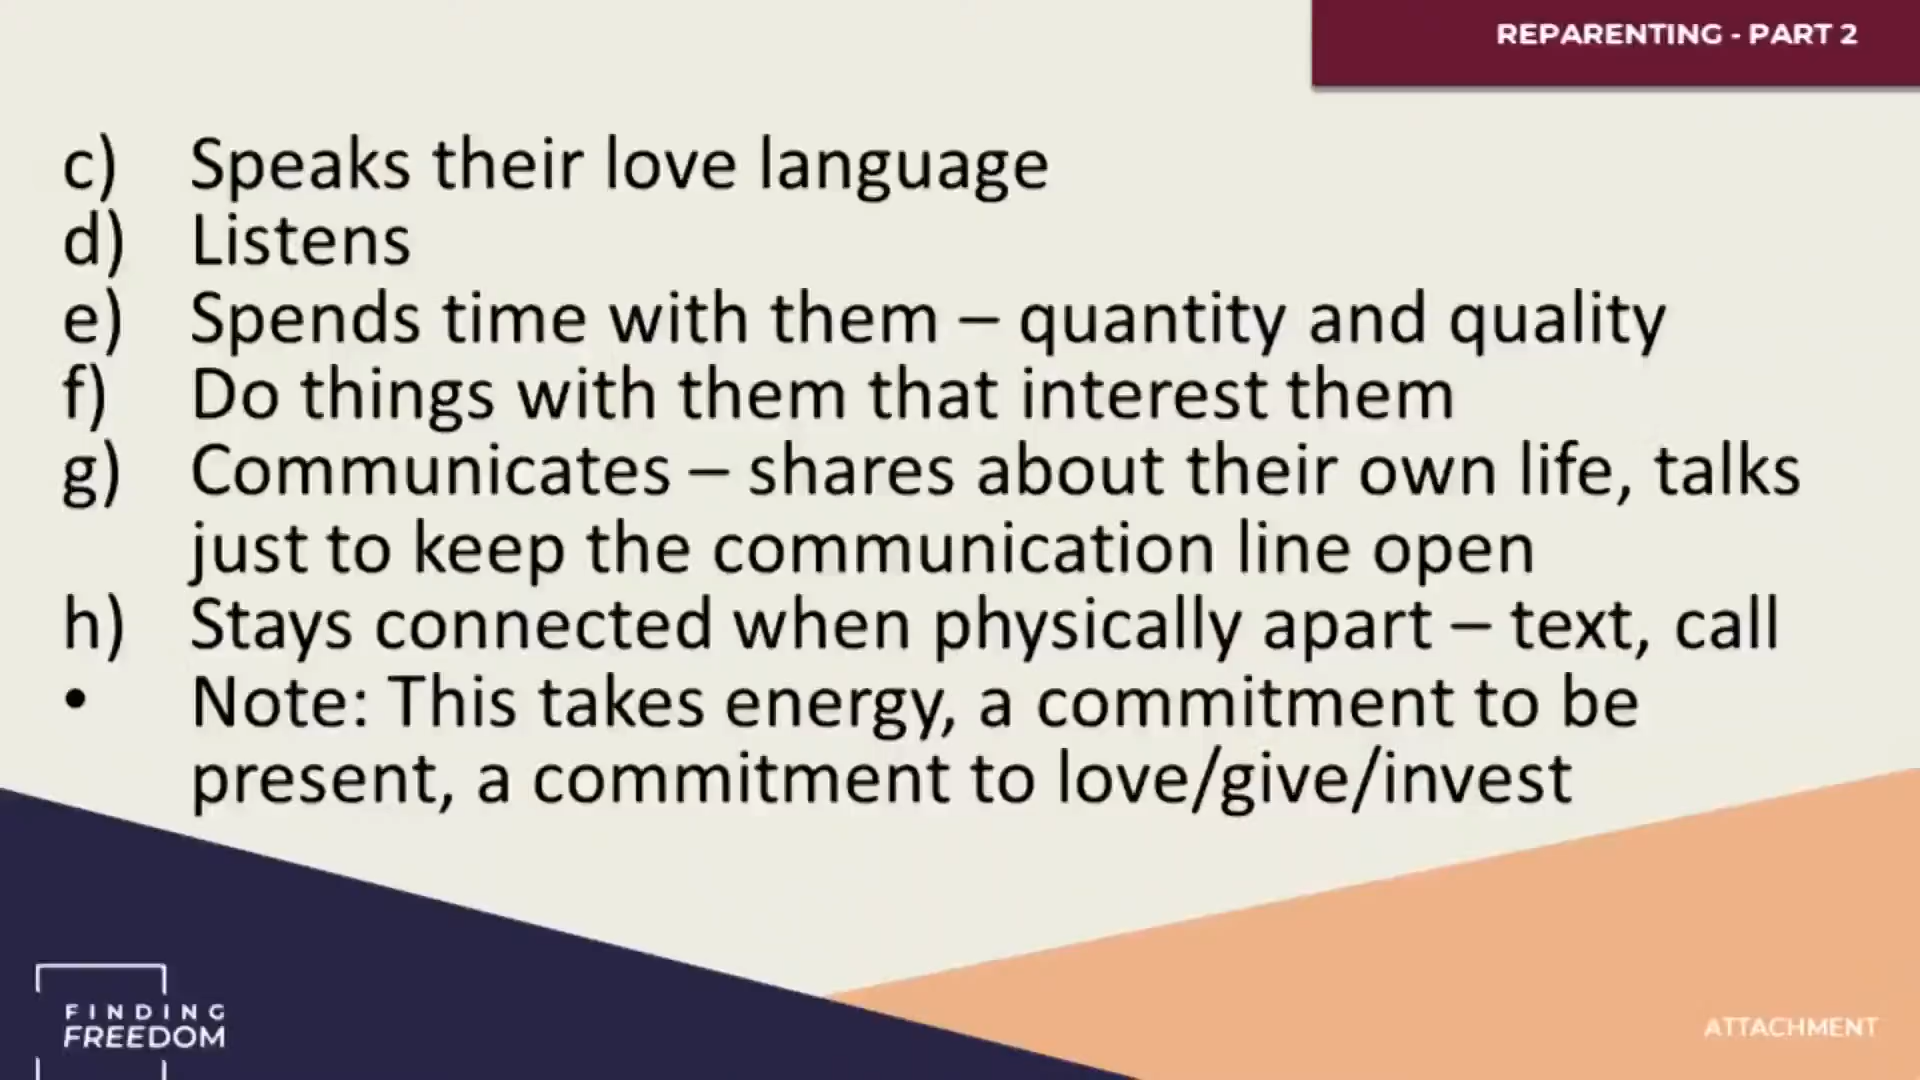 REPARENTING - PART 2
c) Speaks their love language
d) Listens
e) Spends time with them – quantity and quality
f) Do things with them that interest them
g) Communicates – shares about their own life, talks
just to keep the communication line open
h) Stays connected when physically apart – text, call
• Note: This takes energy, a commitment to be
present, a commitment to love/give/invest
FINDING
FREEDOM
ATTACHMENT